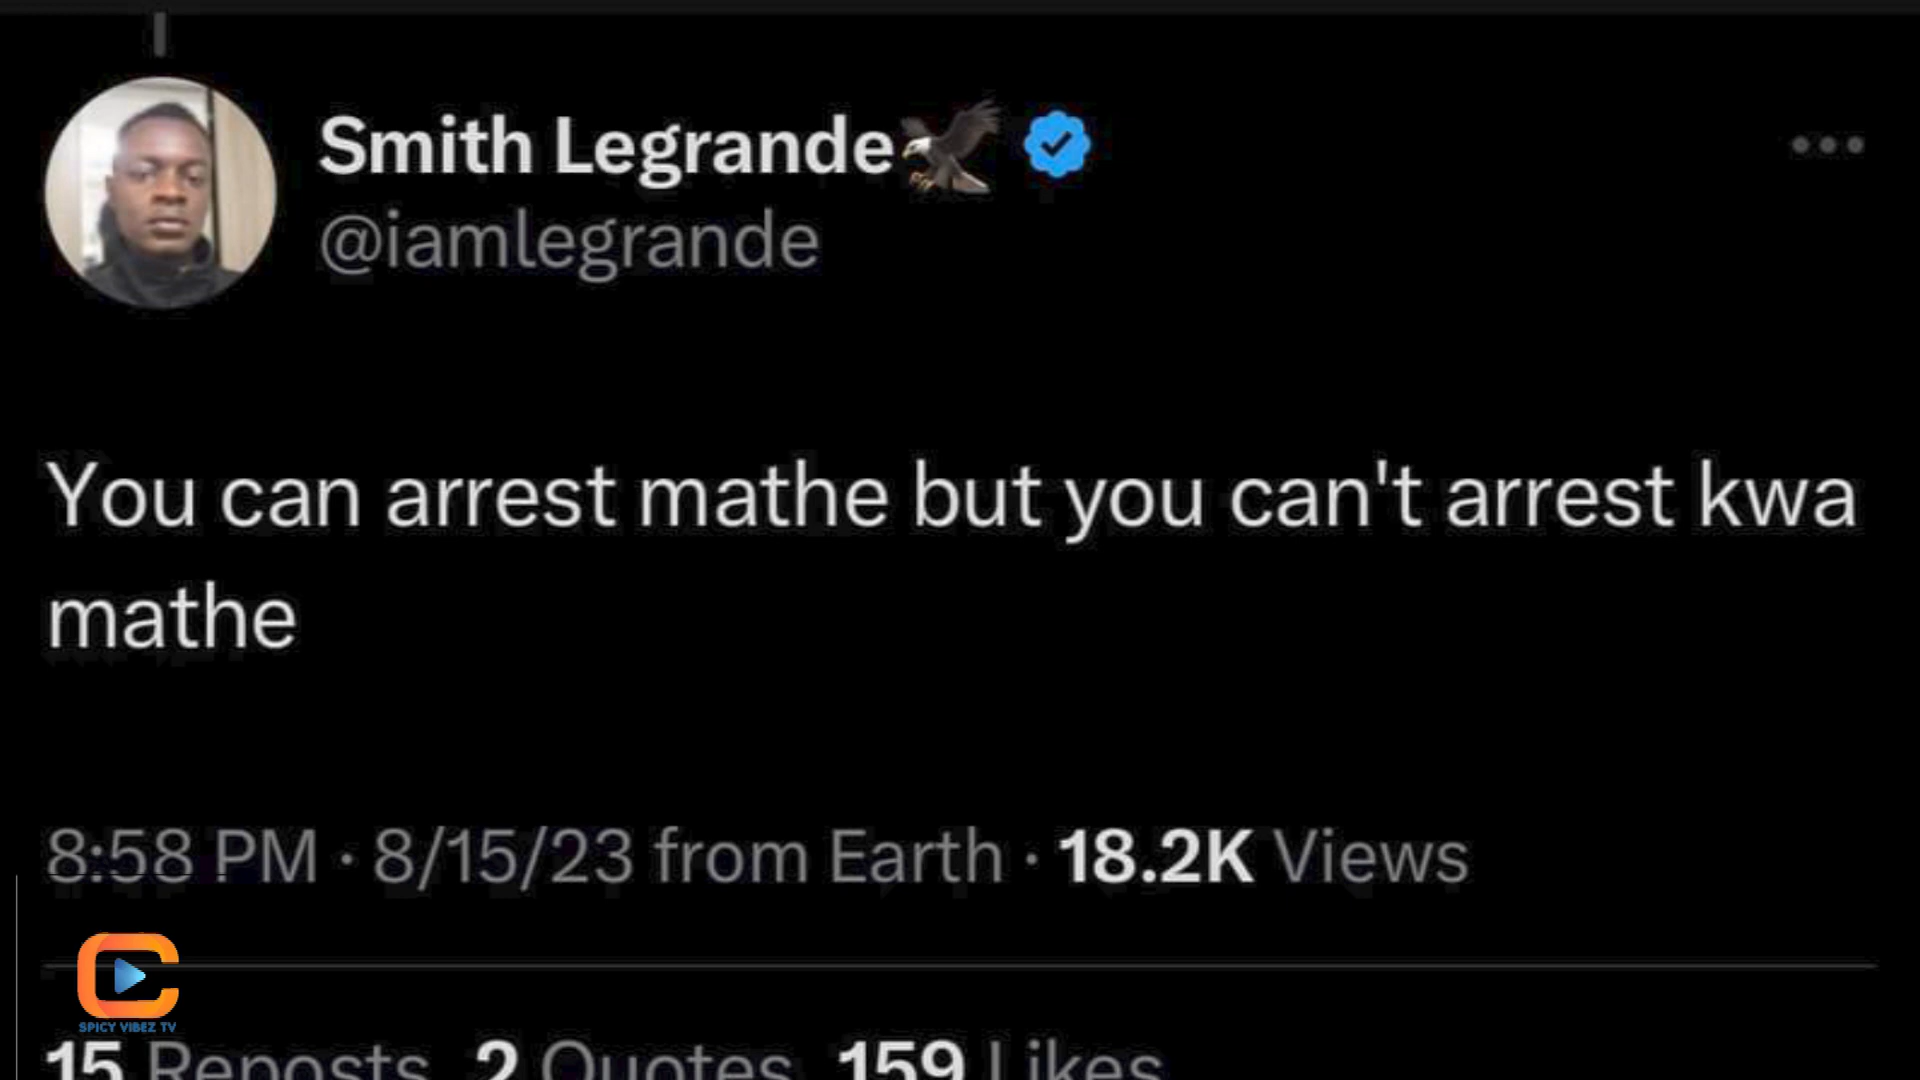 Smith Legrande🦅
@iamlegrande
You can arrest mathe but you can't arrest kwa
mathe
8:58 PM · 8/15/23 from Earth · 18.2K Views
SPICY VIBEZ TV
15 Reposts 2 Quotes 159 Likes